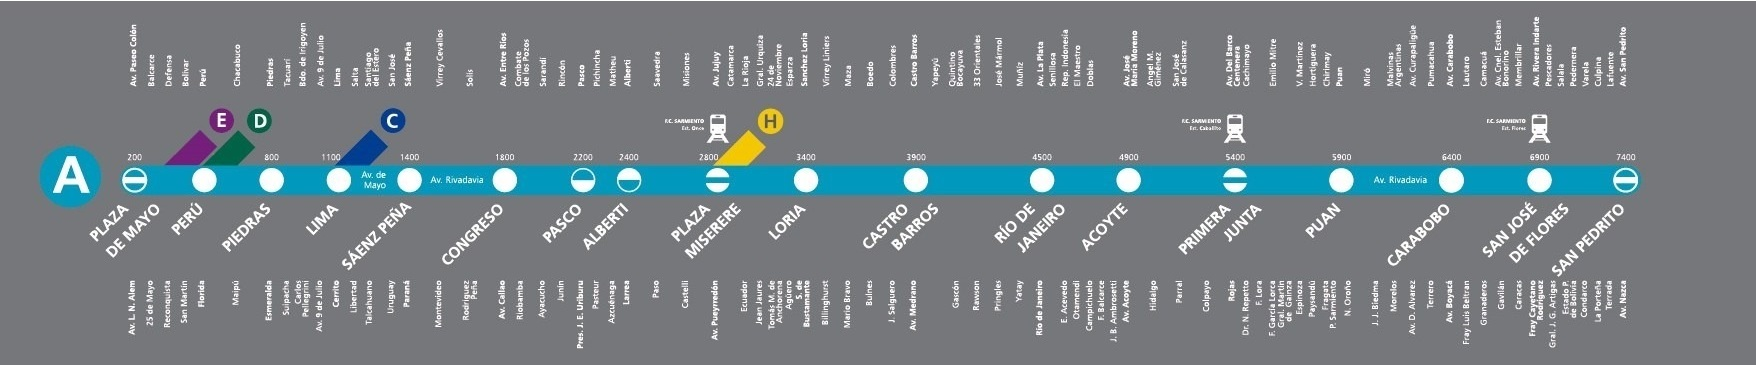 Av. Paseo Colón
Balcarce
Defensa
Bolivar
Perú
Chacabuco
Piedras
Tacuarí
Bdo. de Irigoyen
Av. 9 de Julio
Lima
Salta
Santiago
del Estero
San José
Sáenz Peña
Virrey Cevallos
Solís
Av. Entre Ríos
Combate
de los Pozos
Sarandí
Rincón
Pasco
Pichincha
Matheu
Alberti
Saavedra
Misiones
Av. Jujuy
Catamarca
La Rioja
Gral. Urquiza
24 de
Noviembre
Esparza
Sanchez Loria
Virrey Liniers
Maza
Boedo
Colombres
Castro Barros
Yapeyú
Quintino
Bocayuva
33 Orientales
José Mármol
Muñiz
Av. La Plata
Senillosa
Rep. Indonesia
El Maestro
Doblas
Av. José
María Moreno
Angel M.
Giménez
San José
de Calasanz
Av. Del Barco
Centenera
Cachimayo
Emilio Mitre
V. Martinez
Hortiguera
Chirimay
Puan
Miró
Malvinas
Argentinas
Av. Curapaligüe
Pumacahua
Av. Carabobo
Lautaro
Camacuá
Av. Cnel. Esteban
Bonorino
Membrillar
Av. Rivera Indarte
Pescadores
Salala
Pedernera
Varela
Culpina
Lafuente
Av. San Pedrito
E
D
C
F.C. SARMIENTO
Est. Once
H
F.C. SARMIENTO
Est. Caballito
F.C. SARMIENTO
Est. Flores
A
200
800
1100
1400
1800
2200
2400
2800
3400
3900
4500
4900
5400
5900
6400
6900
7400
Av. de
Mayo
Av. Rivadavia
Av. Rivadavia
PLAZA
DE MAYO
PERÚ
PIEDRAS
LIMA
SÁENZ PEÑA
CONGRESO
PASCO
ALBERTI
PLAZA
MISERERE
LORIA
CASTRO
BARROS
RÍO DE
JANEIRO
ACOYTE
PRIMERA
JUNTA
PUAN
CARABOBO
SAN JOSÉ
DE FLORES
SAN PEDRITO
Av. L. N. Alem
25 de Mayo
Reconquista
San Martin
Florida
Maipú
Esmeralda
Suipacha
Carlos
Pellegrini
Av. 9 de Julio
Cerrito
Libertad
Talcahuano
Uruguay
Paraná
Montevideo
Rodríguez
Peña
Av. Callao
Riobamba
Ayacucho
Junín
Pres. J. E. Uriburu
Pasteur
Azcuénaga
Larrea
Paso
Castelli
Av. Pueyrredón
Ecuador
Jean Jaures
Tomás M. de
Anchorena
Agüero
S. de
Bustamante
Billinghurst
Mario Bravo
Bulnes
J. Salguero
Av. Medrano
Gascón
Rawson
Pringles
Yatay
Río de Janeiro
E. Acevedo
Otamendi
Campichuelo
F. Balcarce
J. B. Ambrosetti
Av. Acoyte
Hidalgo
Parral
Colpayo
Rojas
Dr. N. Repetto
F. Lora
F. García Lorca
Gral. Martín
de Gainza
Espinoza
Paysandú
Fragata
P. Sarmiento
N. Oroño
J. J. Biedma
Morelos
Av. D. Alvarez
Terrero
Av. Boyacá
Fray Luis Beltran
Granaderos
Gavilán
Caracas
Fray Cayetano
Rodríguez
Gral. J. G. Artigas
Estado P.
de Bolivia
Condarco
La Porteña
Terrada
Av. Nazca